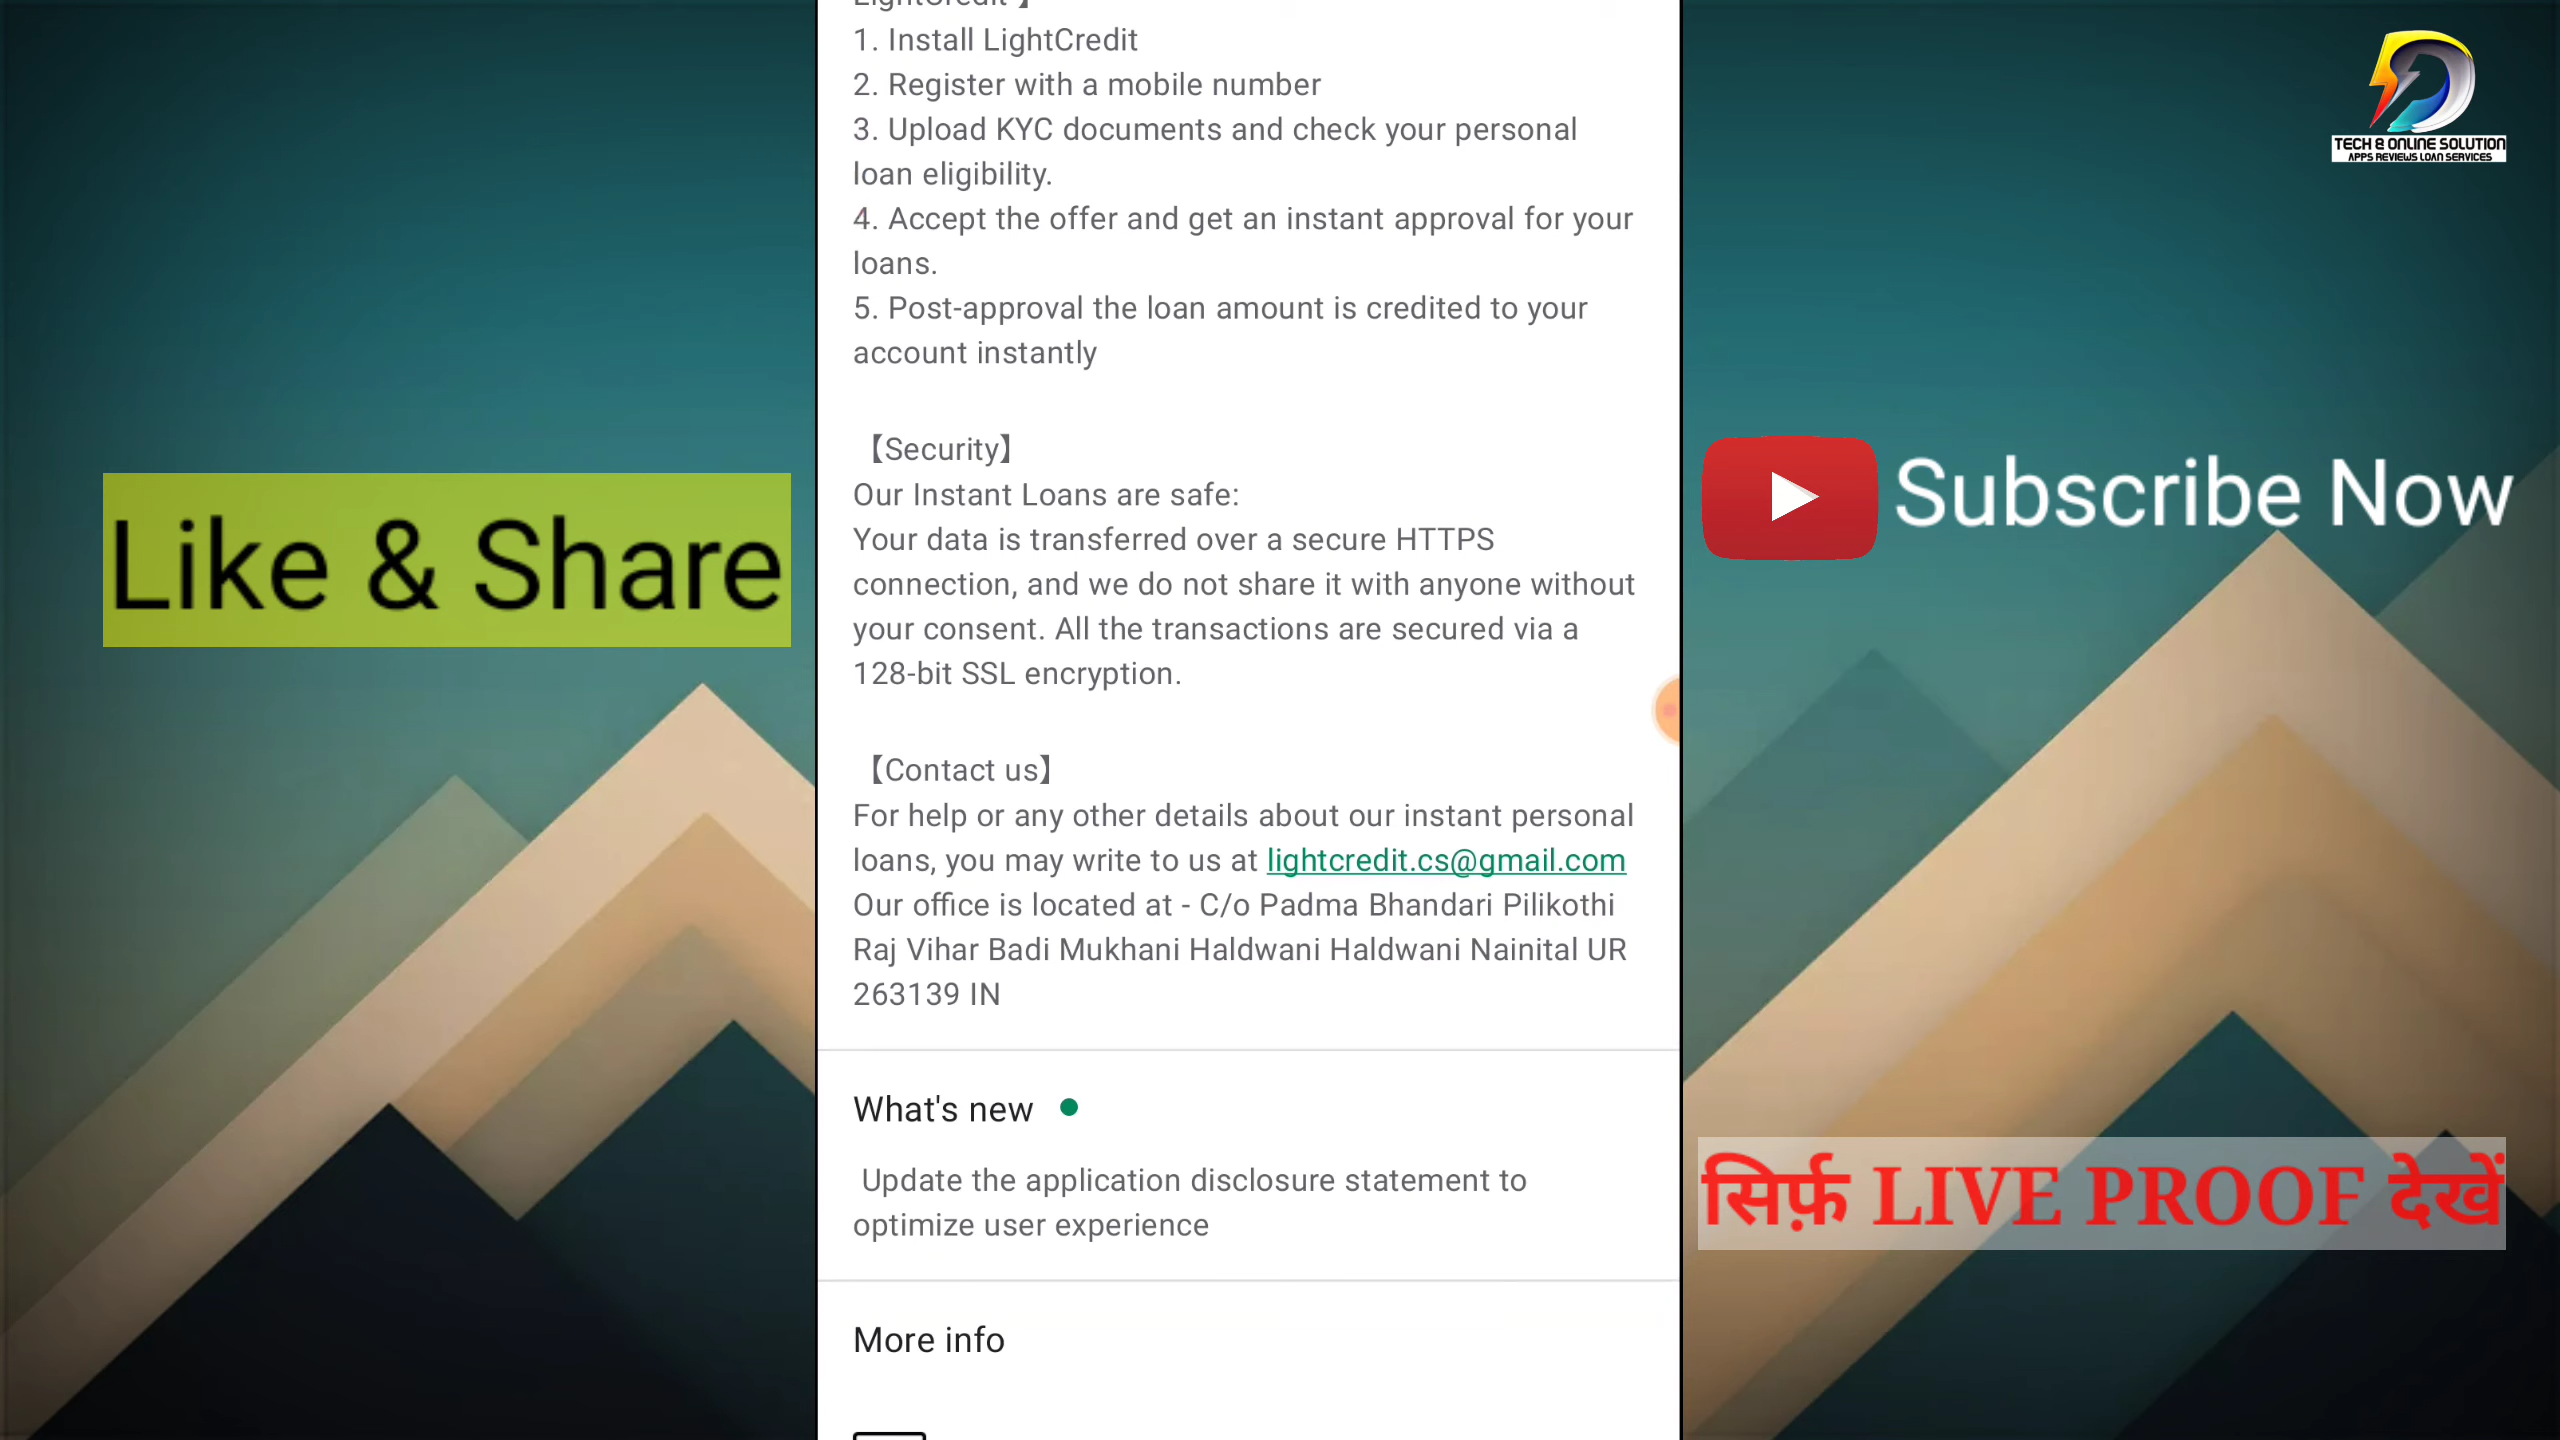 LightCredit 】
1. Install LightCredit
2. Register with a mobile number
3. Upload KYC documents and check your personal
loan eligibility.
4. Accept the offer and get an instant approval for your
loans.
5. Post-approval the loan amount is credited to your
account instantly
【Security】
Our Instant Loans are safe:
Your data is transferred over a secure HTTPS
connection, and we do not share it with anyone without
your consent. All the transactions are secured via a
128-bit SSL encryption.
【Contact us】
For help or any other details about our instant personal
loans, you may write to us at lightcredit.cs@gmail.com
Our office is located at - C/o Padma Bhandari Pilikothi
Raj Vihar Badi Mukhani Haldwani Haldwani Nainital UR
263139 IN
What's new
Update the application disclosure statement to
optimize user experience
More info
Like & Share
TECH & ONLINE SOLUTION
APPS REVIEWS LOAN SERVICES
Subscribe Now
सिर्फ़ LIVE PROOF देखें